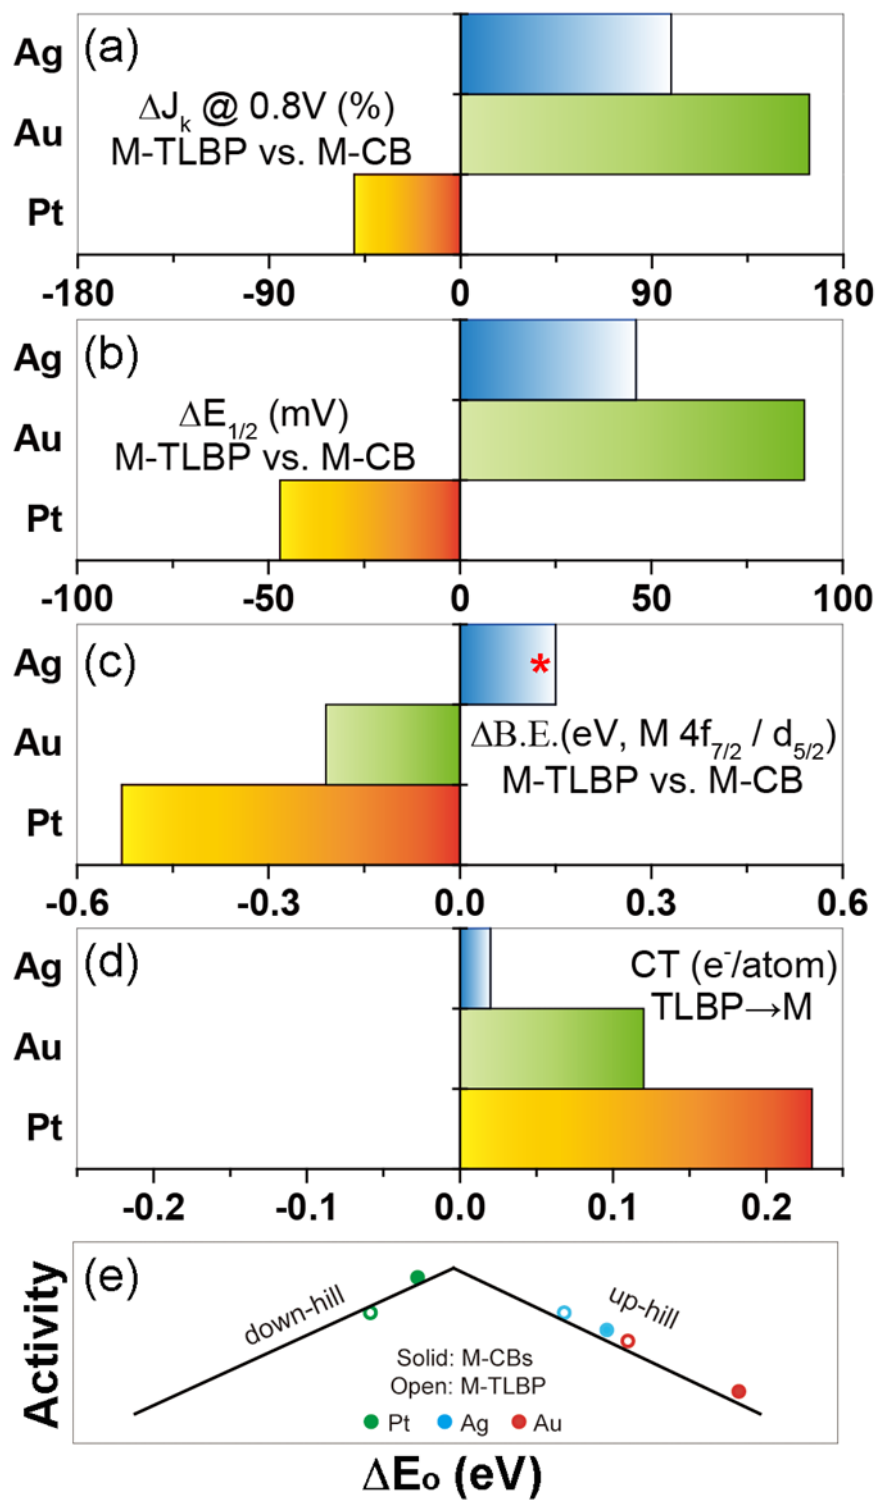 (a)
Ag
Au
Pt
ΔJk @ 0.8V (%)
M-TLBP vs. M-CB
-180 -90 0 90 180
(b)
Ag
Au
Pt
ΔE1/2 (mV)
M-TLBP vs. M-CB
-100 -50 0 50 100
(c)
Ag
*
Au
Pt
ΔB.E.(eV, M 4f7/2 / d5/2)
M-TLBP vs. M-CB
-0.6 -0.3 0.0 0.3 0.6
(d)
Ag
Au
Pt
CT (e-/atom)
TLBP→M
-0.2 -0.1 0.0 0.1 0.2
(e)
Activity
down-hill
up-hill
Solid: M-CBs
Open: M-TLBP
Pt Ag Au
ΔEo (eV)